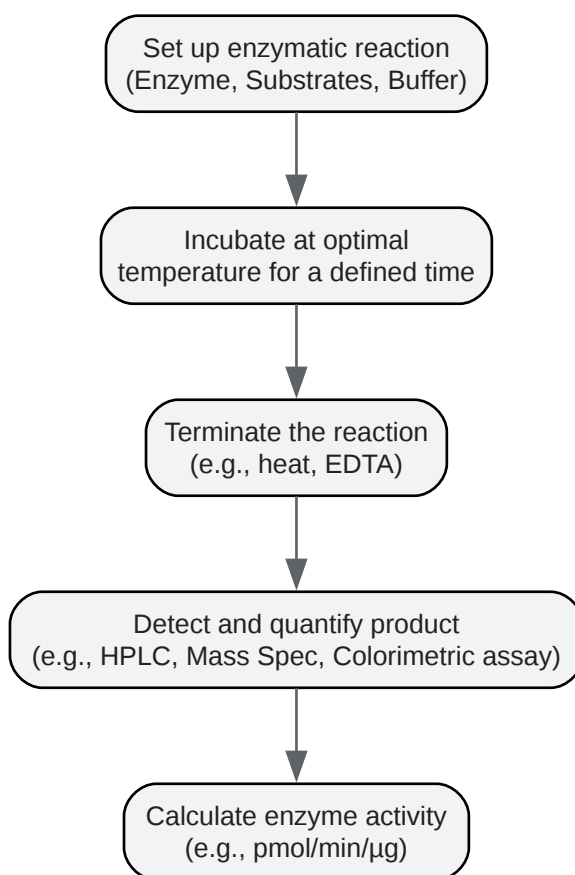 Set up enzymatic reaction
(Enzyme, Substrates, Buffer)
Incubate at optimal
temperature for a defined time
Terminate the reaction
(e.g., heat, EDTA)
Detect and quantify product
(e.g., HPLC, Mass Spec, Colorimetric assay)
Calculate enzyme activity
(e.g., pmol/min/µg)